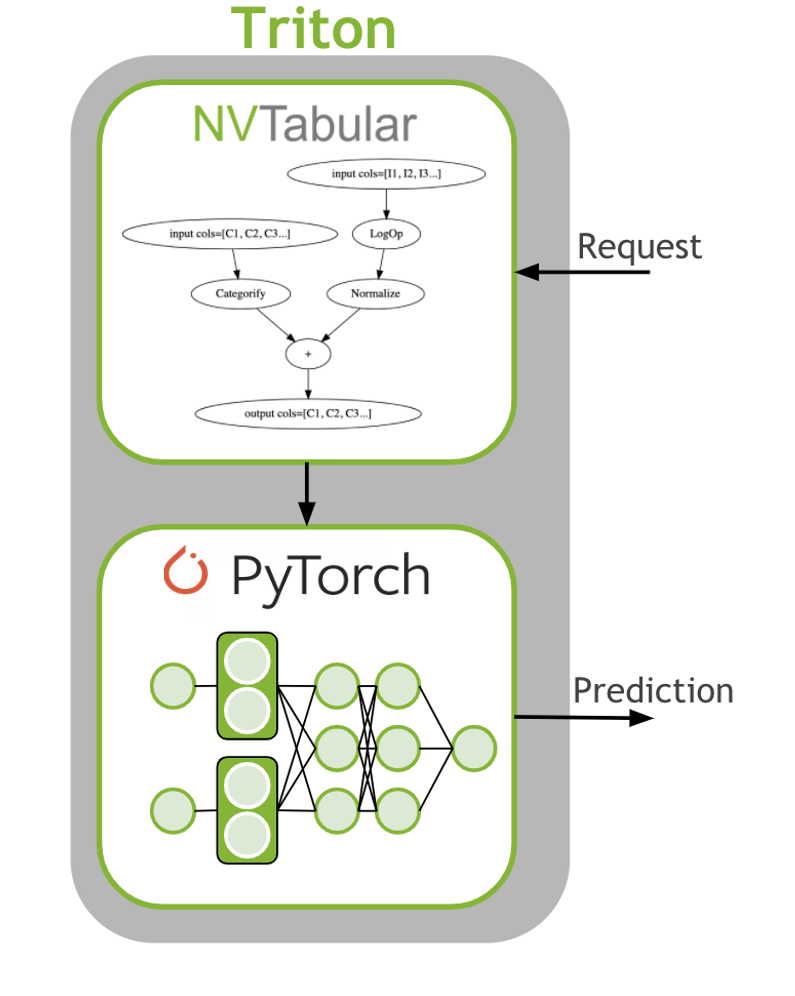 Triton
NVTabular
input cols=[I1, I2, I3...]
input cols=[C1, C2, C3...]
LogOp
Request
Categorify
Normalize
+
output cols=[C1, C2, C3...]
PyTorch
Prediction